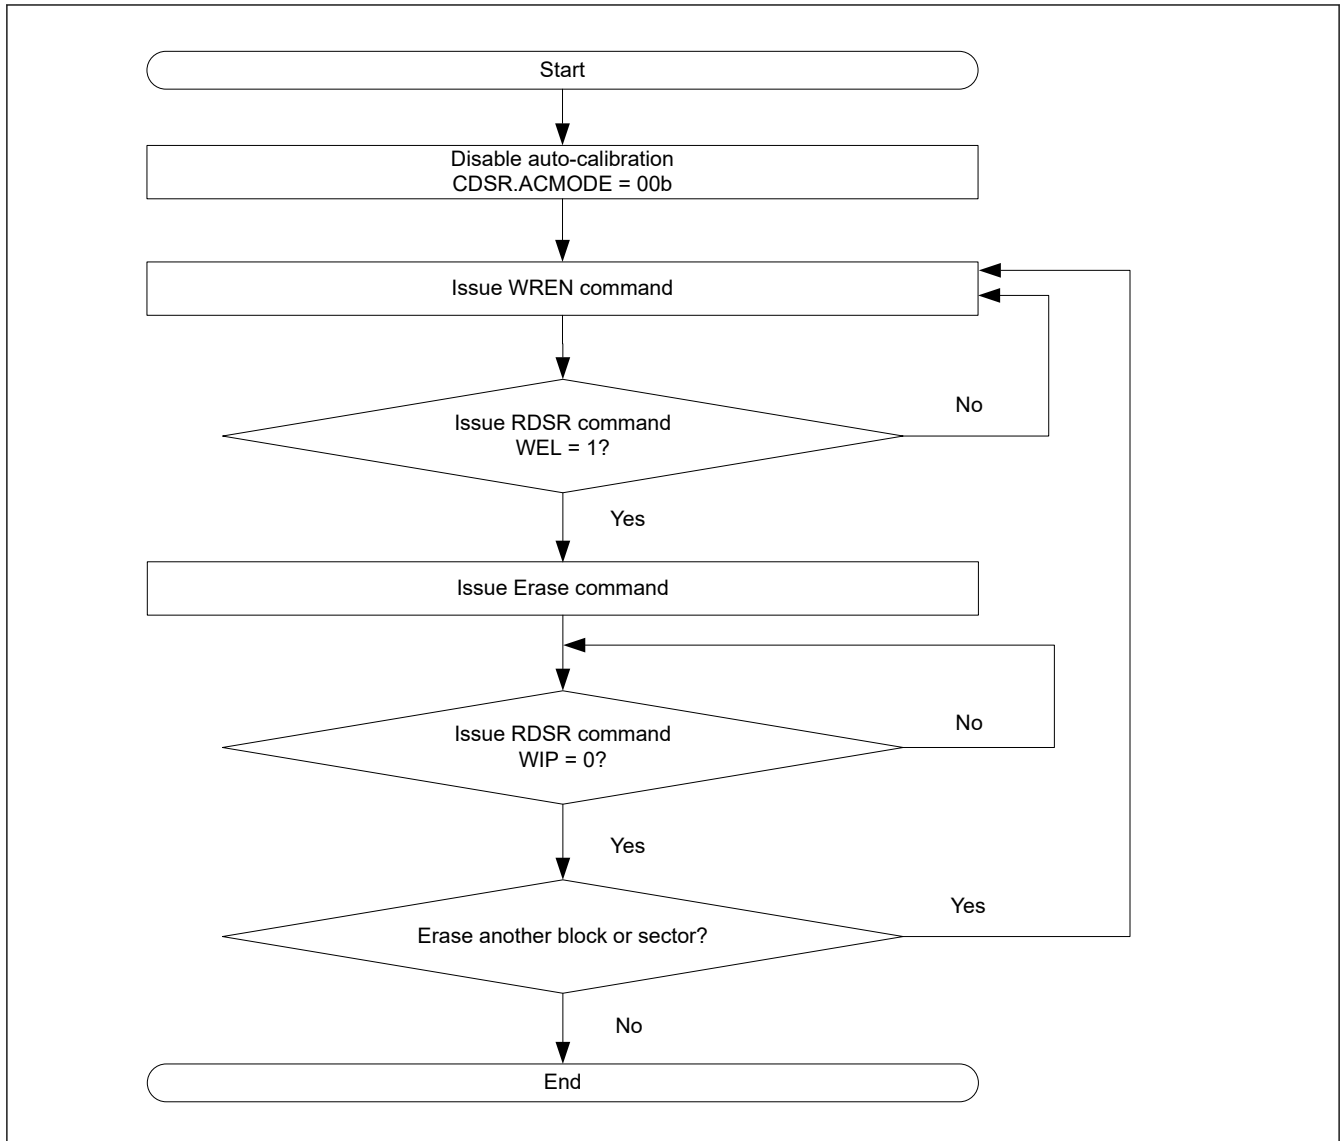 Start
Disable auto-calibration
CDSR.ACMODE = 00b
Issue WREN command
Issue RDSR command
WEL = 1?
No
Yes
Issue Erase command
Issue RDSR command
WIP = 0?
No
Yes
Erase another block or sector?
Yes
No
End